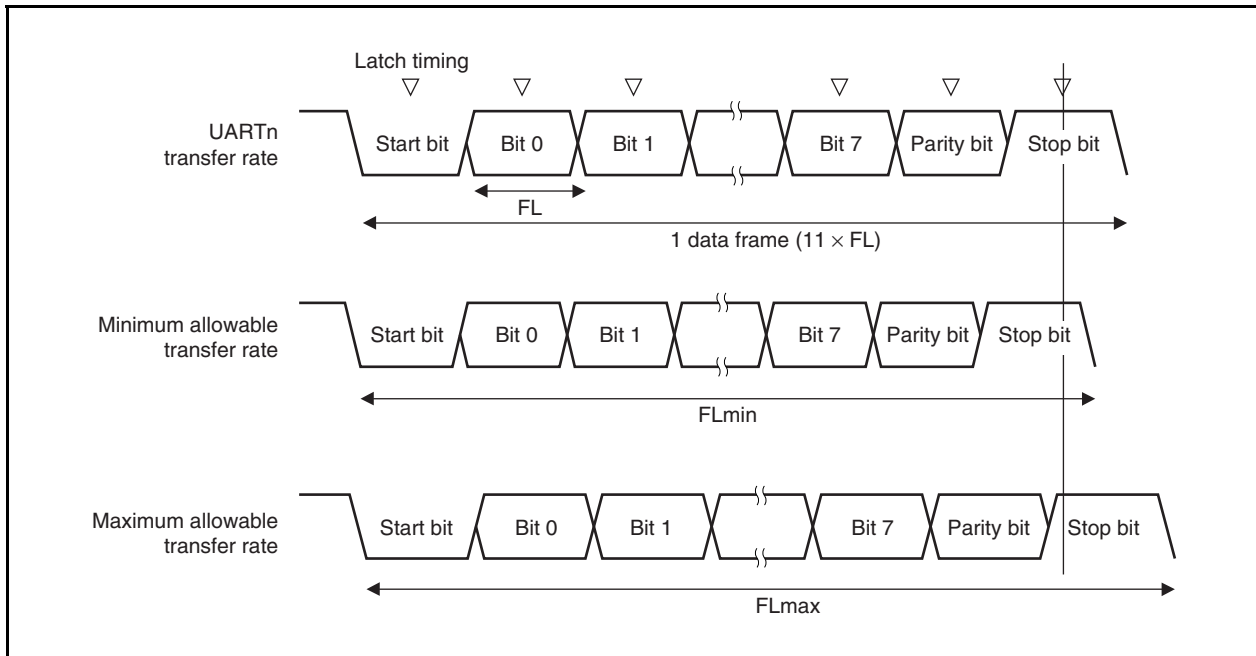 Latch timing
UARTn
transfer rate
Start bit
Bit 0
Bit 1
Bit 7
Parity bit
Stop bit
FL
1 data frame (11 × FL)
Minimum allowable
transfer rate
Start bit
Bit 0
Bit 1
Bit 7
Parity bit
Stop bit
FLmin
Maximum allowable
transfer rate
Start bit
Bit 0
Bit 1
Bit 7
Parity bit
Stop bit
FLmax